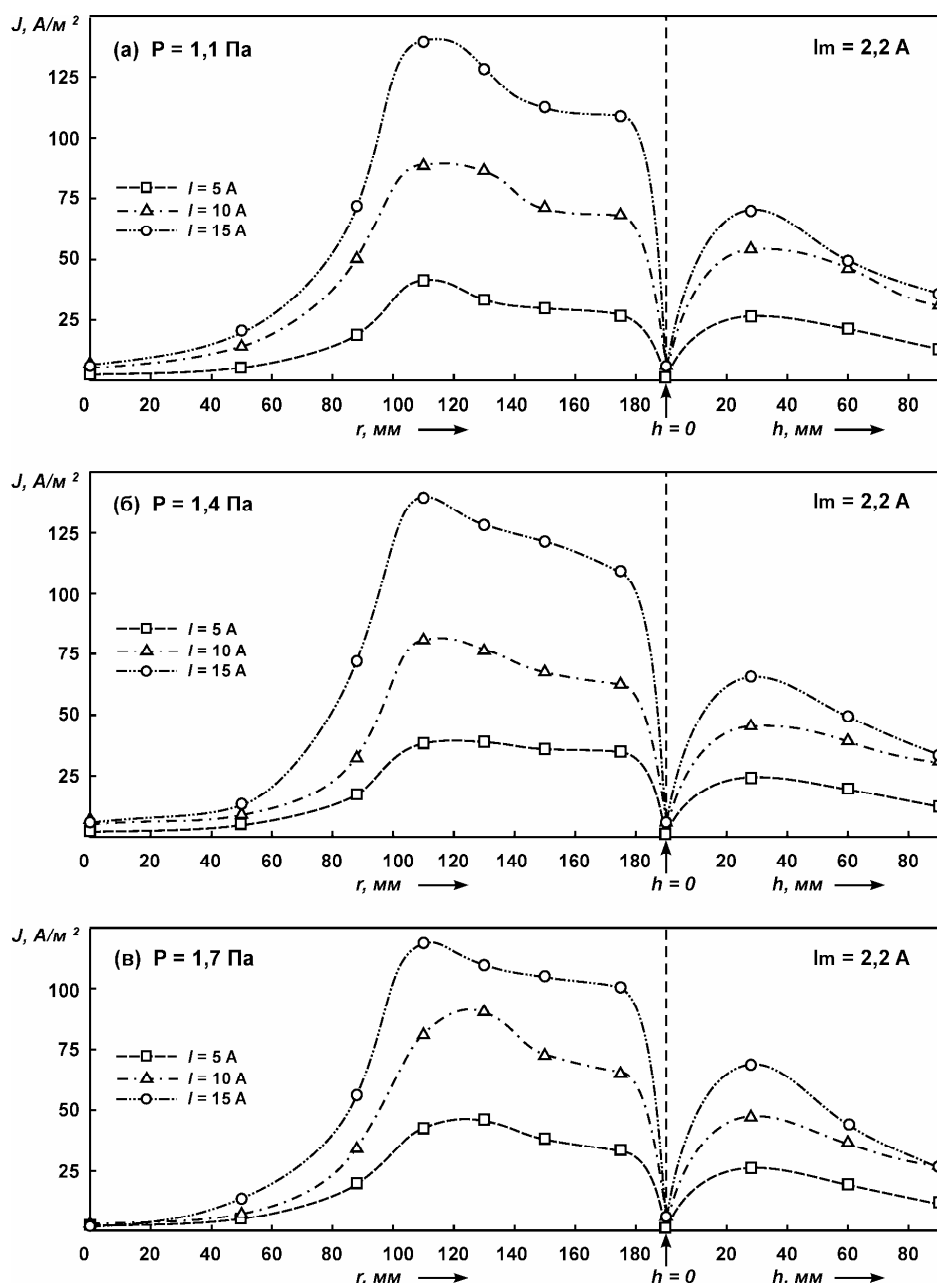 J, А/м ²
(а) P = 1,1 Па
Im = 2,2 A
125
100
75
50
25
I = 5 A
I = 10 A
I = 15 A
0 20 40 60 80 100 120 140 160 180 20 40 60 80
r, мм
h = 0
h, мм
J, А/м ²
(б) P = 1,4 Па
Im = 2,2 A
125
100
75
50
25
I = 5 A
I = 10 A
I = 15 A
0 20 40 60 80 100 120 140 160 180 20 40 60 80
r, мм
h = 0
h, мм
J, А/м ²
(в) P = 1,7 Па
Im = 2,2 A
100
75
50
25
I = 5 A
I = 10 A
I = 15 A
0 20 40 60 80 100 120 140 160 180 20 40 60 80
r, мм
h = 0
h, мм